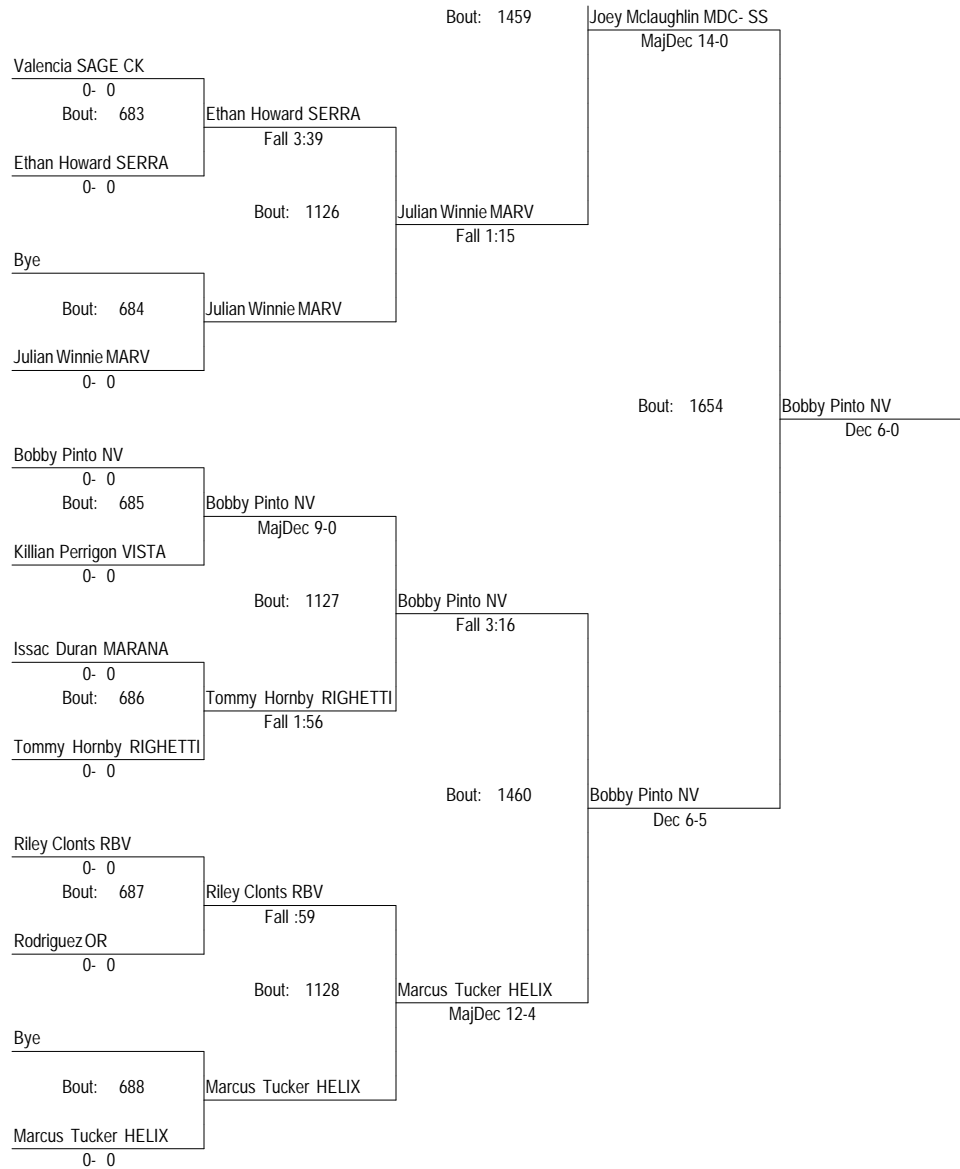 Bout: 1459 Joey Mclaughlin MDC- SS
MajDec 14-0
Valencia SAGE CK
0- 0
Bout: 683 Ethan Howard SERRA
Fall 3:39
Ethan Howard SERRA
0- 0
Bout: 1126 Julian Winnie MARV
Fall 1:15
Bye
Bout: 684 Julian Winnie MARV
Julian Winnie MARV
0- 0
Bout: 1654 Bobby Pinto NV
Dec 6-0
Bobby Pinto NV
0- 0
Bout: 685 Bobby Pinto NV
MajDec 9-0
Killian Perrigon VISTA
0- 0
Bout: 1127 Bobby Pinto NV
Fall 3:16
Issac Duran MARANA
0- 0
Bout: 686 Tommy Hornby RIGHETTI
Fall 1:56
Tommy Hornby RIGHETTI
0- 0
Bout: 1460 Bobby Pinto NV
Dec 6-5
Riley Clonts RBV
0- 0
Bout: 687 Riley Clonts RBV
Fall :59
Rodriguez OR
0- 0
Bout: 1128 Marcus Tucker HELIX
MajDec 12-4
Bye
Bout: 688 Marcus Tucker HELIX
Marcus Tucker HELIX
0- 0